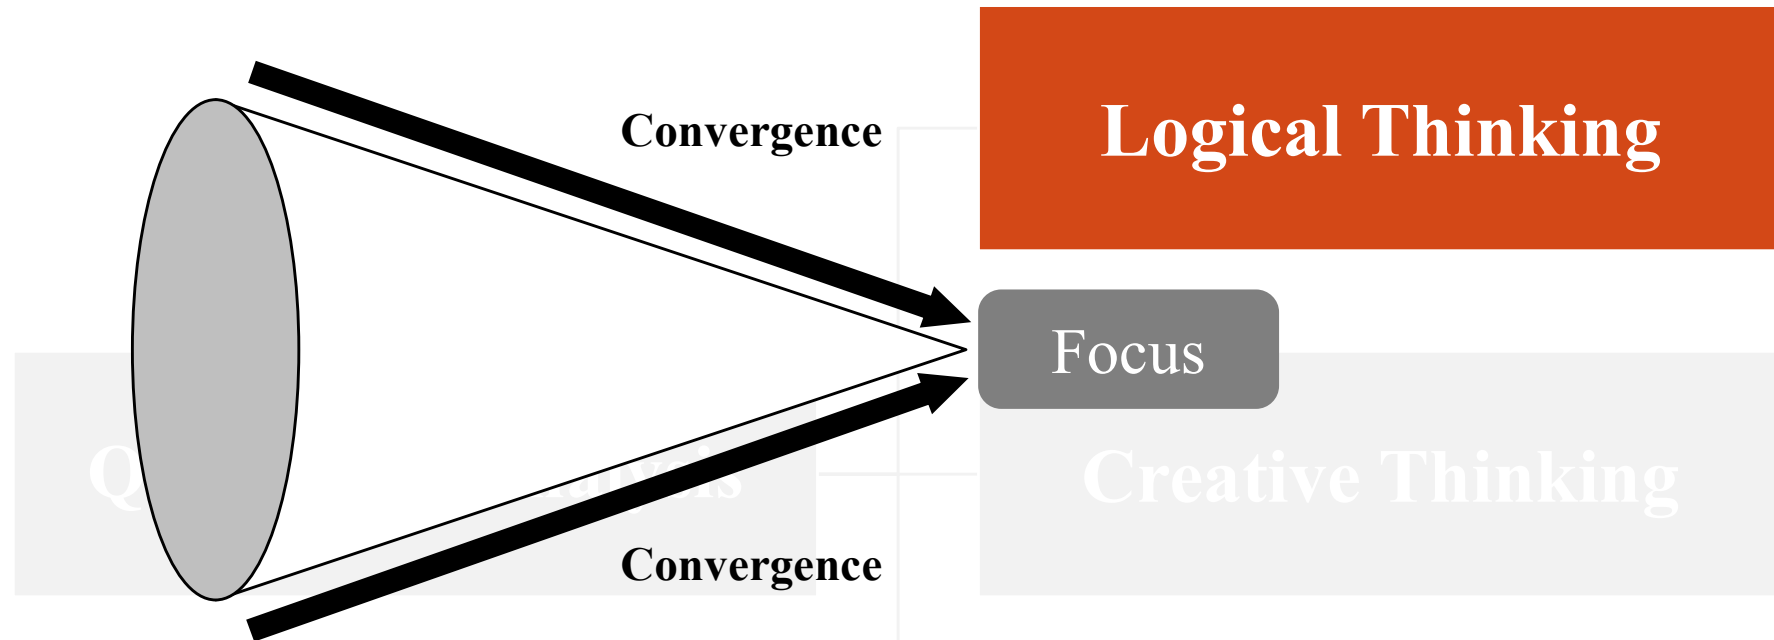 Logical Thinking
Convergence
Focus
Creative Thinking
Convergence